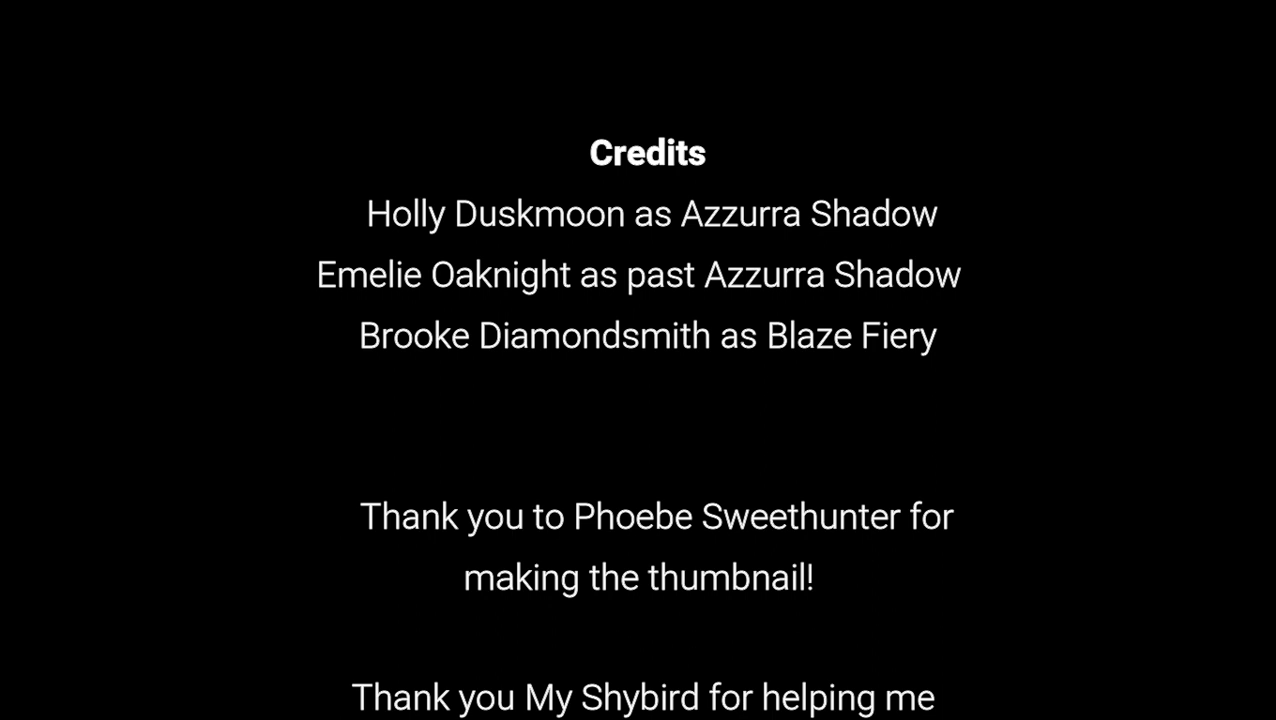 Credits
Holly Duskmoon as Azzurra Shadow
Emelie Oaknight as past Azzurra Shadow
Brooke Diamondsmith as Blaze Fiery
Thank you to Phoebe Sweethunter for
making the thumbnail!
Thank you My Shybird for helping me